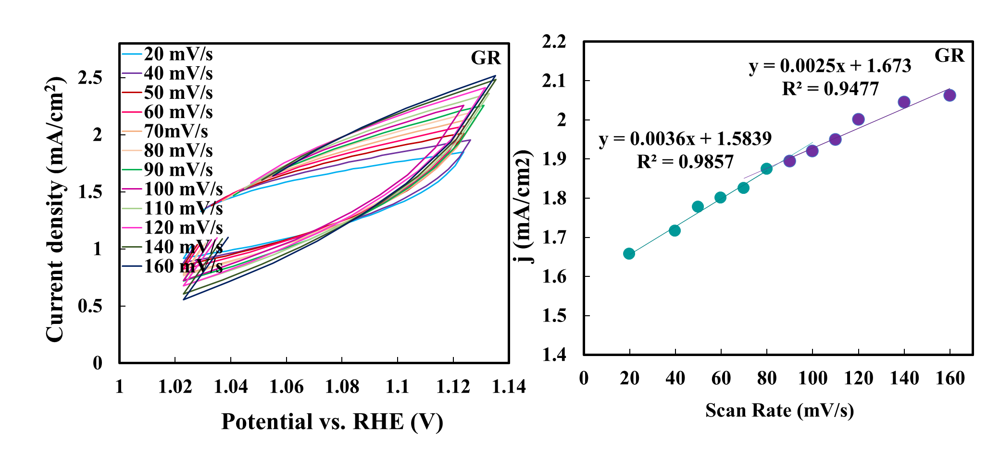 GR
20 mV/s
40 mV/s
50 mV/s
60 mV/s
70mV/s
80 mV/s
90 mV/s
100 mV/s
110 mV/s
120 mV/s
140 mV/s
160 mV/s
2.5
2
1.5
1
0.5
0
1 1.02 1.04 1.06 1.08 1.1 1.12 1.14
Current density (mA/cm²)
Potential vs. RHE (V)
GR
y = 0.0025x + 1.673
R² = 0.9477
y = 0.0036x + 1.5839
R² = 0.9857
2.2
2.1
2
1.9
1.8
1.7
1.6
1.5
1.4
0 20 40 60 80 100 120 140 160
j (mA/cm2)
Scan Rate (mV/s)